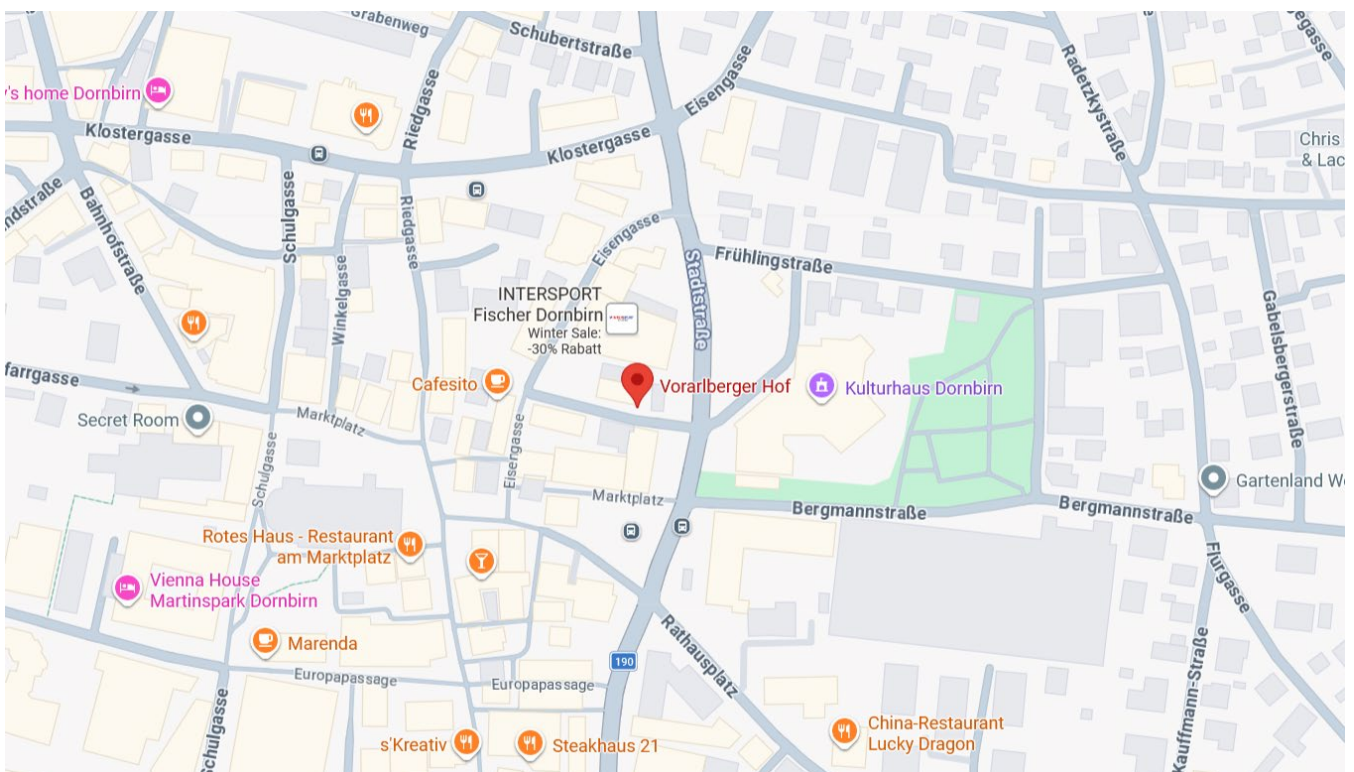 Grabenweg
Schubertstraße
Riedgasse
Eisengasse
Radetzkystraße
y's home Dornbirn
Klostergasse
Klostergasse
Chris
& Lac
Bahnhofstraße
Schulgasse
Riedgasse
Winkelgasse
Eisengasse
Stadtstraße
Frühlingstraße
INTERSPORT
Fischer Dornbirn
Winter Sale:
-30% Rabatt
Gabelsbergerstraße
farrgasse
Cafesito
Vorarlberger Hof
Kulturhaus Dornbirn
Secret Room
Marktplatz
Eisengasse
Schulgasse
Marktplatz
Bergmannstraße
Bergmannstraße
Gartenland We
Rotes Haus - Restaurant
am Marktplatz
Vienna House
Martinspark Dornbirn
Flurgasse
Marenda
Rathausplatz
190
Kauffmann-Straße
Europapassage
Europapassage
Schulgasse
s'Kreativ
Steakhaus 21
China-Restaurant
Lucky Dragon